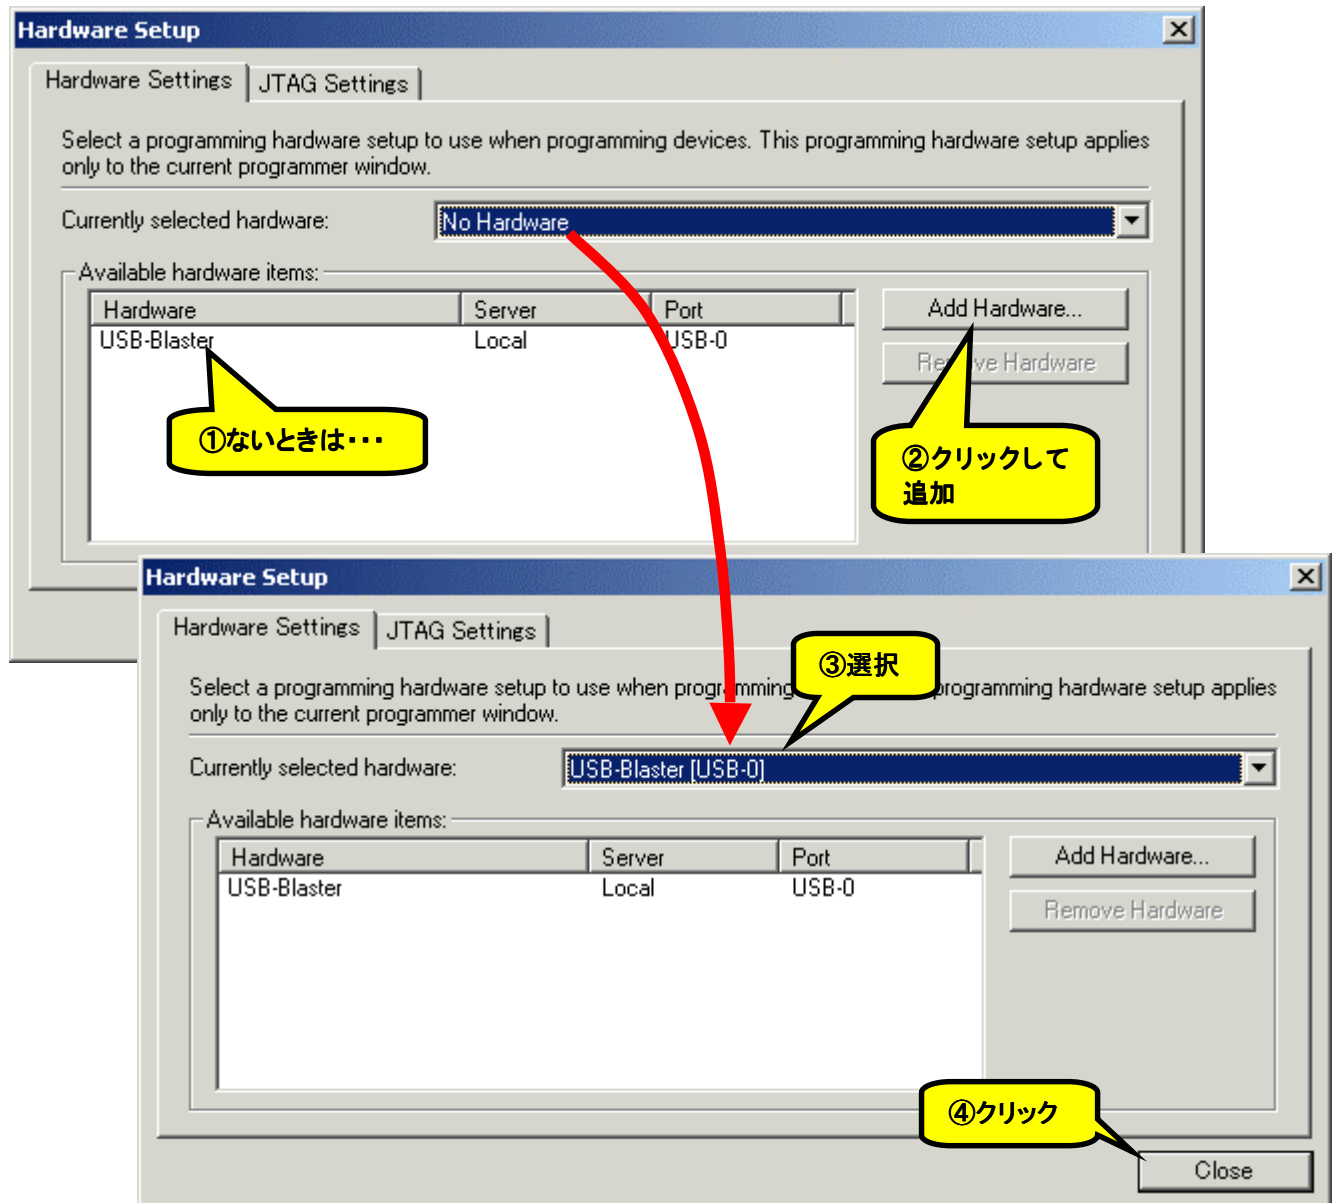 Hardware Setup
Hardware Settings
JTAG Settings
Select a programming hardware setup to use when programming devices. This programming hardware setup applies
only to the current programmer window.
Currently selected hardware:
No Hardware
Available hardware items:
Hardware Server Port
USB-Blaster Local USB-0
Add Hardware...
Remove Hardware
①ないときは・・・
②クリックして
追加
Hardware Setup
Hardware Settings
JTAG Settings
③選択
Select a programming hardware setup to use when programming programming hardware setup applies
only to the current programmer window.
Currently selected hardware:
USB-Blaster [USB-0]
Available hardware items:
Hardware Server Port
USB-Blaster Local USB-0
Add Hardware...
Remove Hardware
④クリック
Close